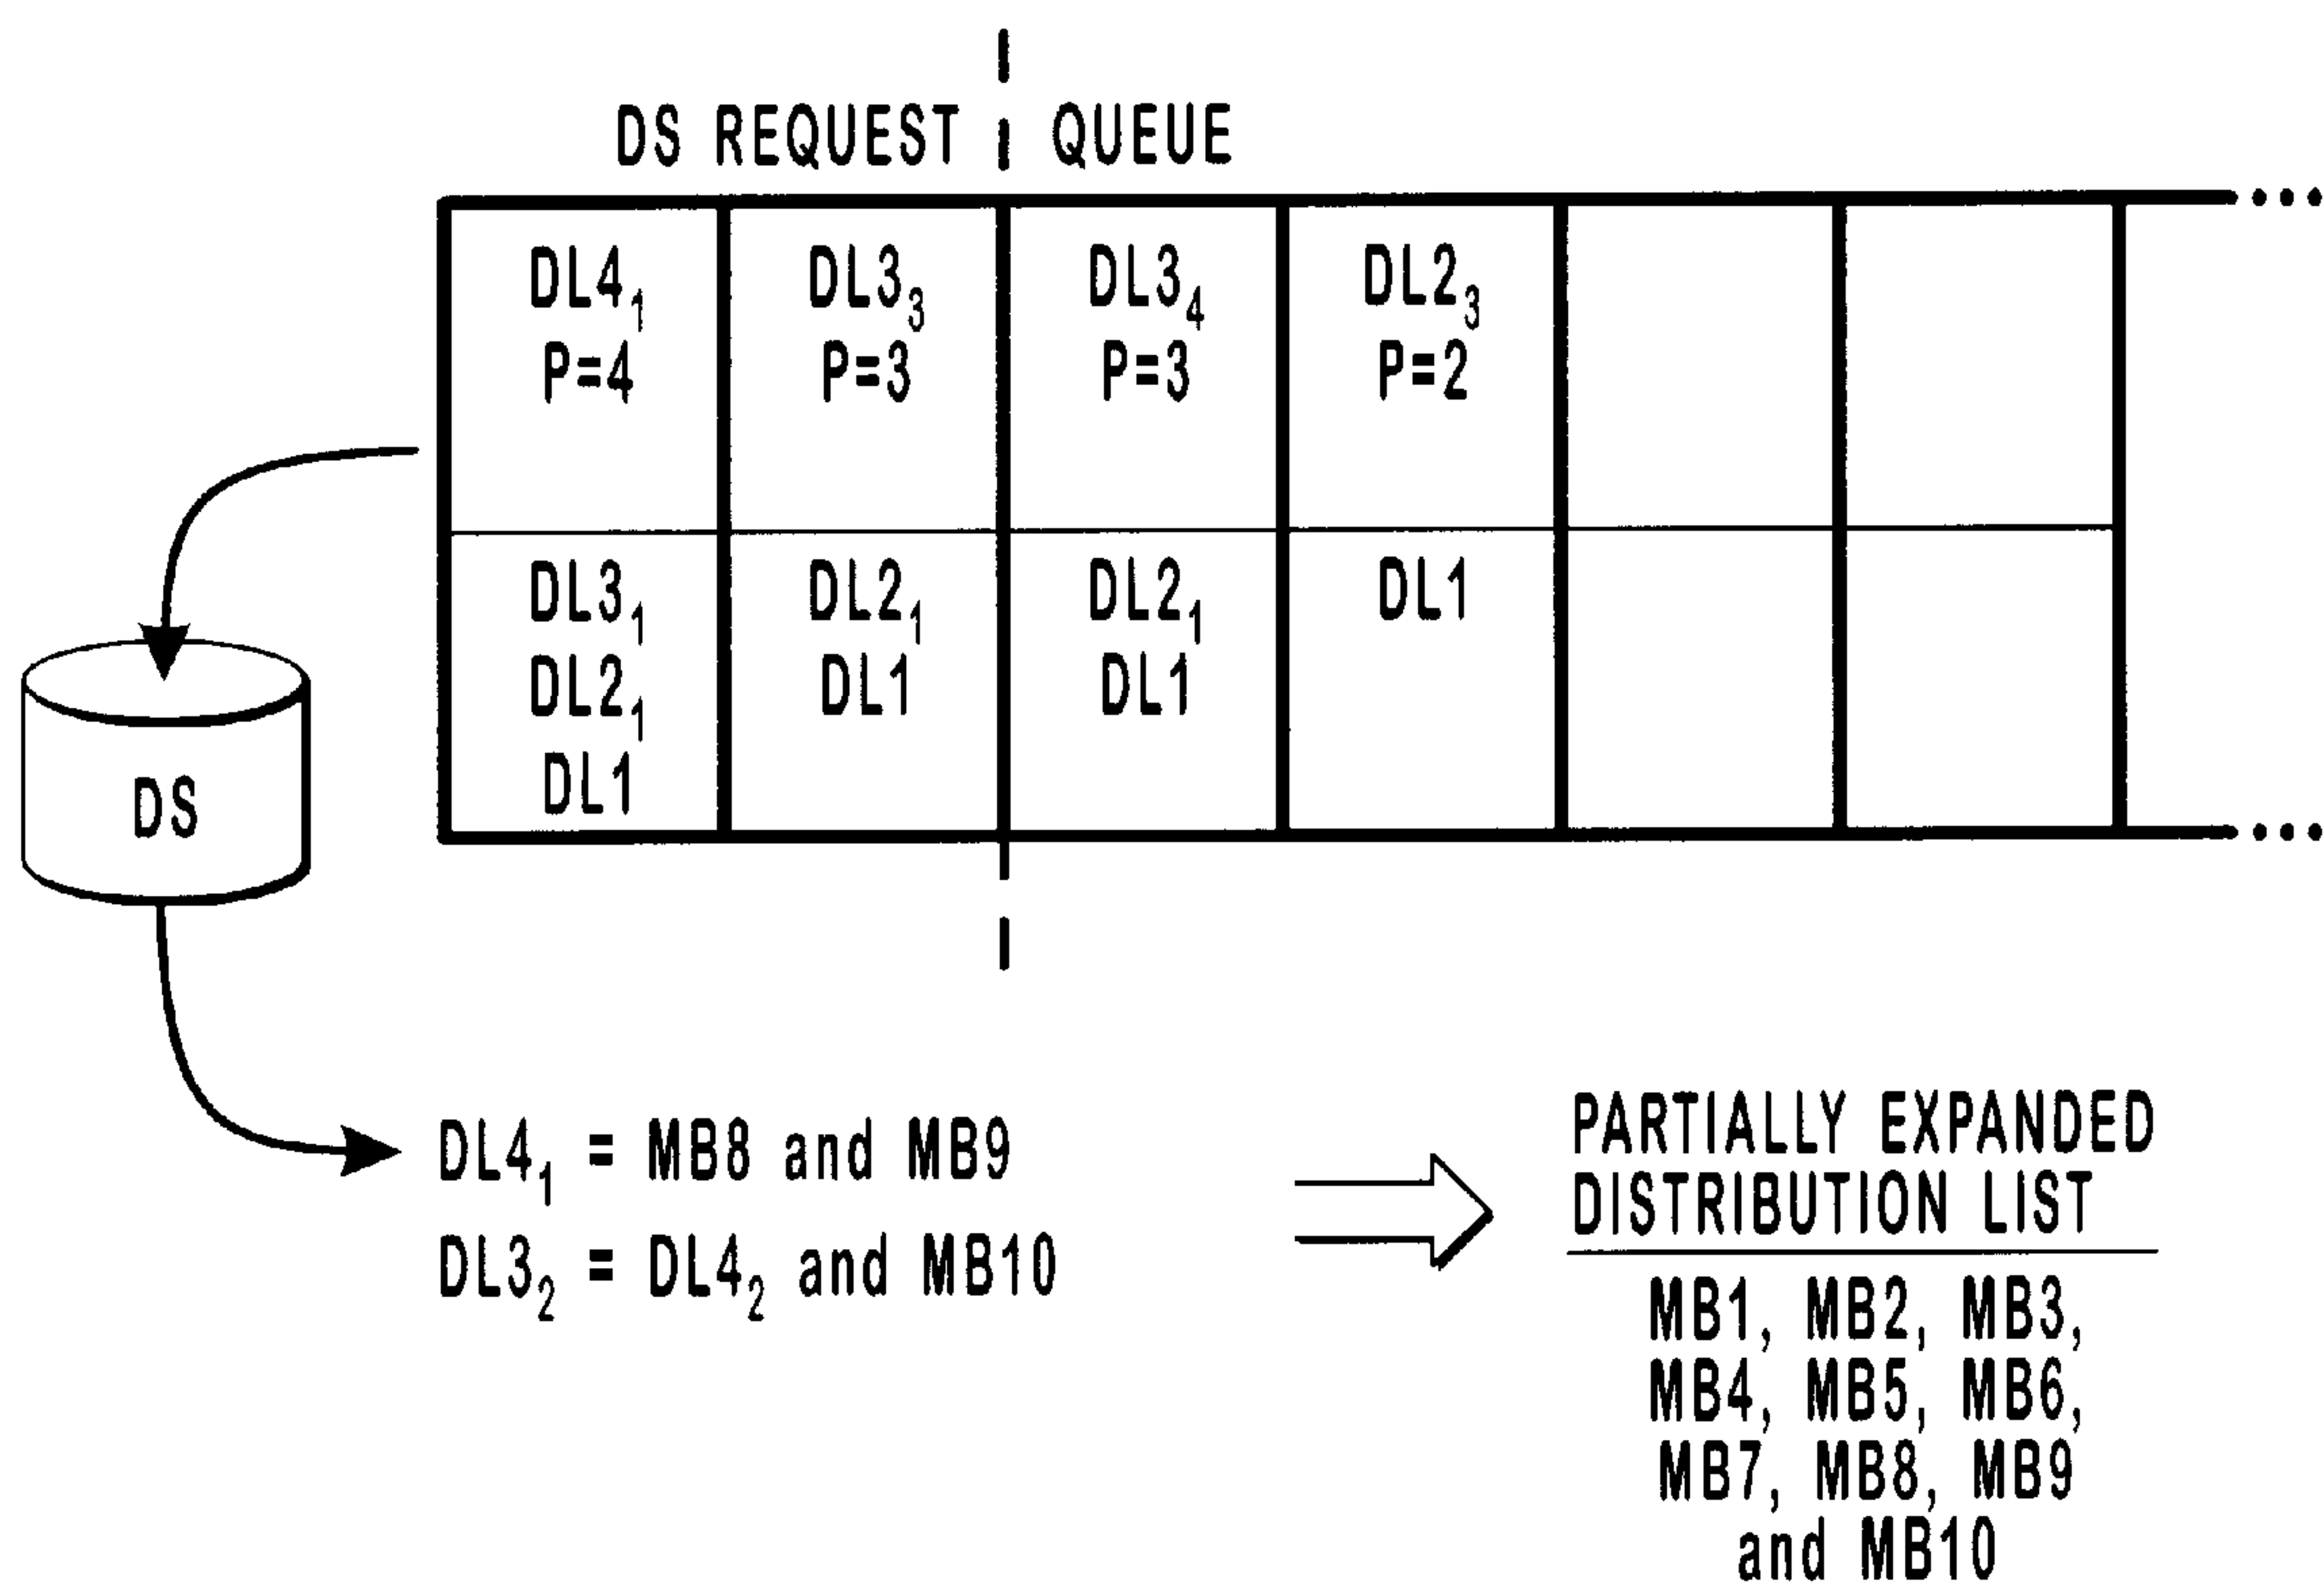 DS REQUEST QUEUE
DL4₁ DL3₃ DL3₄ DL2₃
P=4 P=3 P=3 P=2
DL3₁ DL2₁ DL2₁ DL1
DL2₁ DL1 DL1
DL1
DS
DL4₁ = MB8 and MB9
DL3₂ = DL4₂ and MB10
PARTIALLY EXPANDED
DISTRIBUTION LIST
MB1, MB2, MB3,
MB4, MB5, MB6,
MB7, MB8, MB9
and MB10